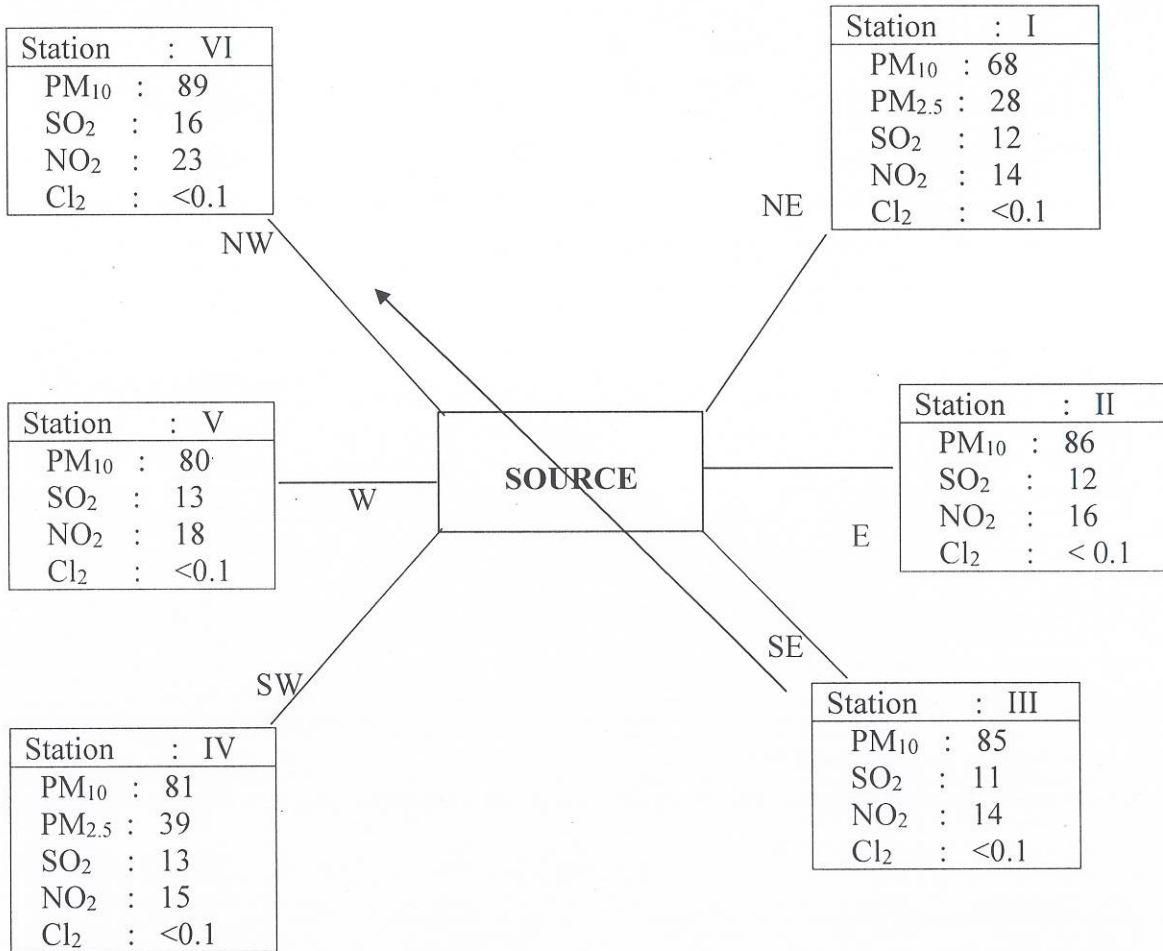 Station : VI
PM₁₀ : 89
SO₂ : 16
NO₂ : 23
Cl₂ : <0.1
NW
Station : I
PM₁₀ : 68
PM₂.₅ : 28
SO₂ : 12
NO₂ : 14
Cl₂ : <0.1
NE
Station : V
PM₁₀ : 80
SO₂ : 13
NO₂ : 18
Cl₂ : <0.1
W
SOURCE
Station : II
PM₁₀ : 86
SO₂ : 12
NO₂ : 16
Cl₂ : < 0.1
E
SW
Station : IV
PM₁₀ : 81
PM₂.₅ : 39
SO₂ : 13
NO₂ : 15
Cl₂ : <0.1
SE
Station : III
PM₁₀ : 85
SO₂ : 11
NO₂ : 14
Cl₂ : <0.1